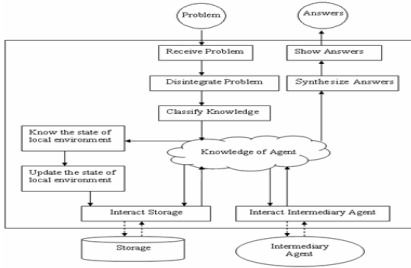 Problem
Answers
Receive Problem
Show Answers
Disintegrate Problem
Synthesize Answers
Classify Knowledge
Know the state of
local environment
Knowledge of Agent
Update the state of
local environment
Interact Storage
Interact Intermediary Agent
Storage
Intermediary
Agent